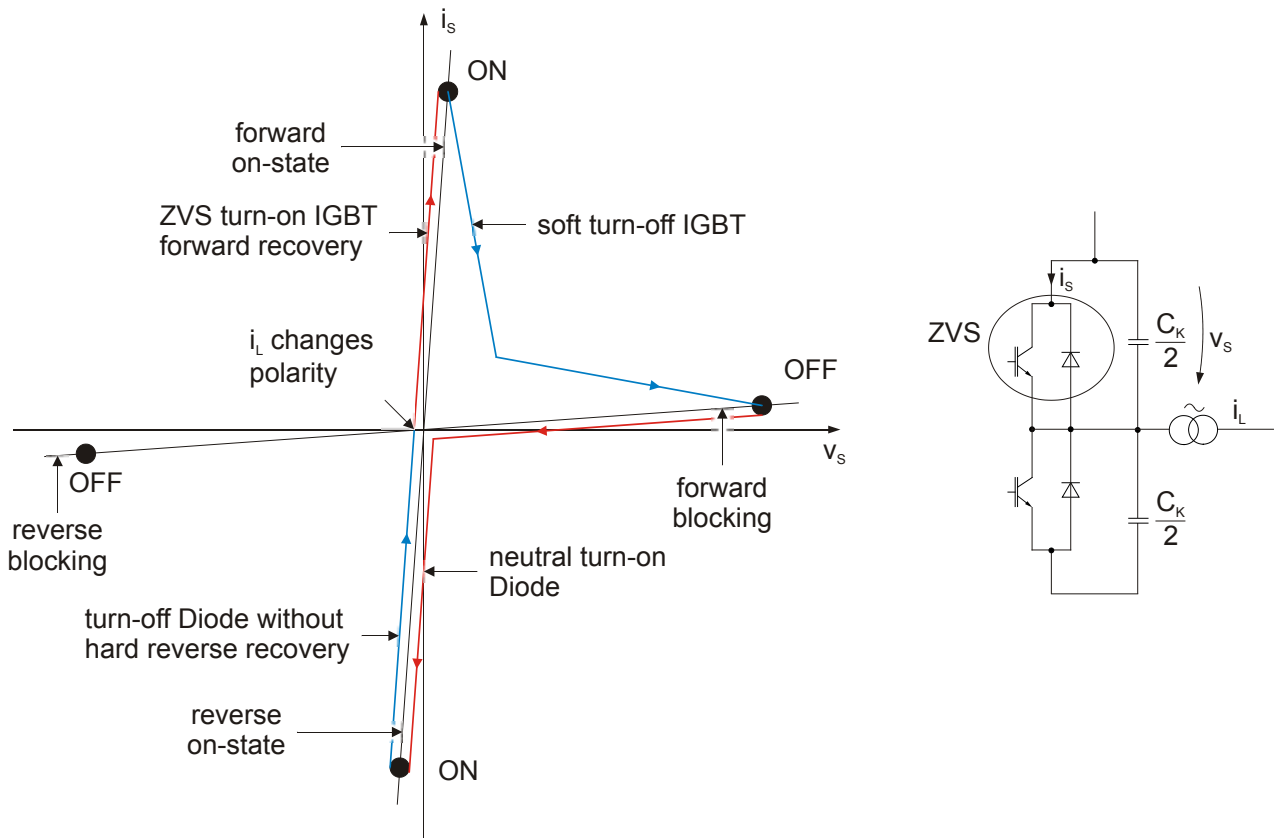 i_S
ON
forward
on-state
ZVS turn-on IGBT
forward recovery
soft turn-off IGBT
i_L changes
polarity
OFF
v_S
OFF
reverse
blocking
forward
blocking
neutral turn-on
Diode
turn-off Diode without
hard reverse recovery
reverse
on-state
ON
i_S
ZVS
C_K
2
v_S
~
i_L
C_K
2